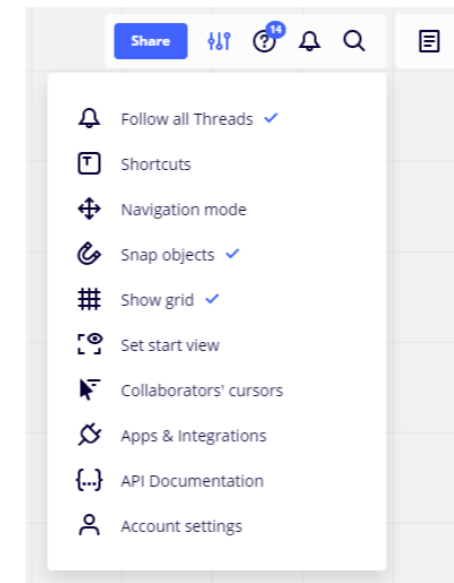 Share
14
Follow all Threads
Shortcuts
Navigation mode
Snap objects
Show grid
Set start view
Collaborators' cursors
Apps & Integrations
API Documentation
Account settings